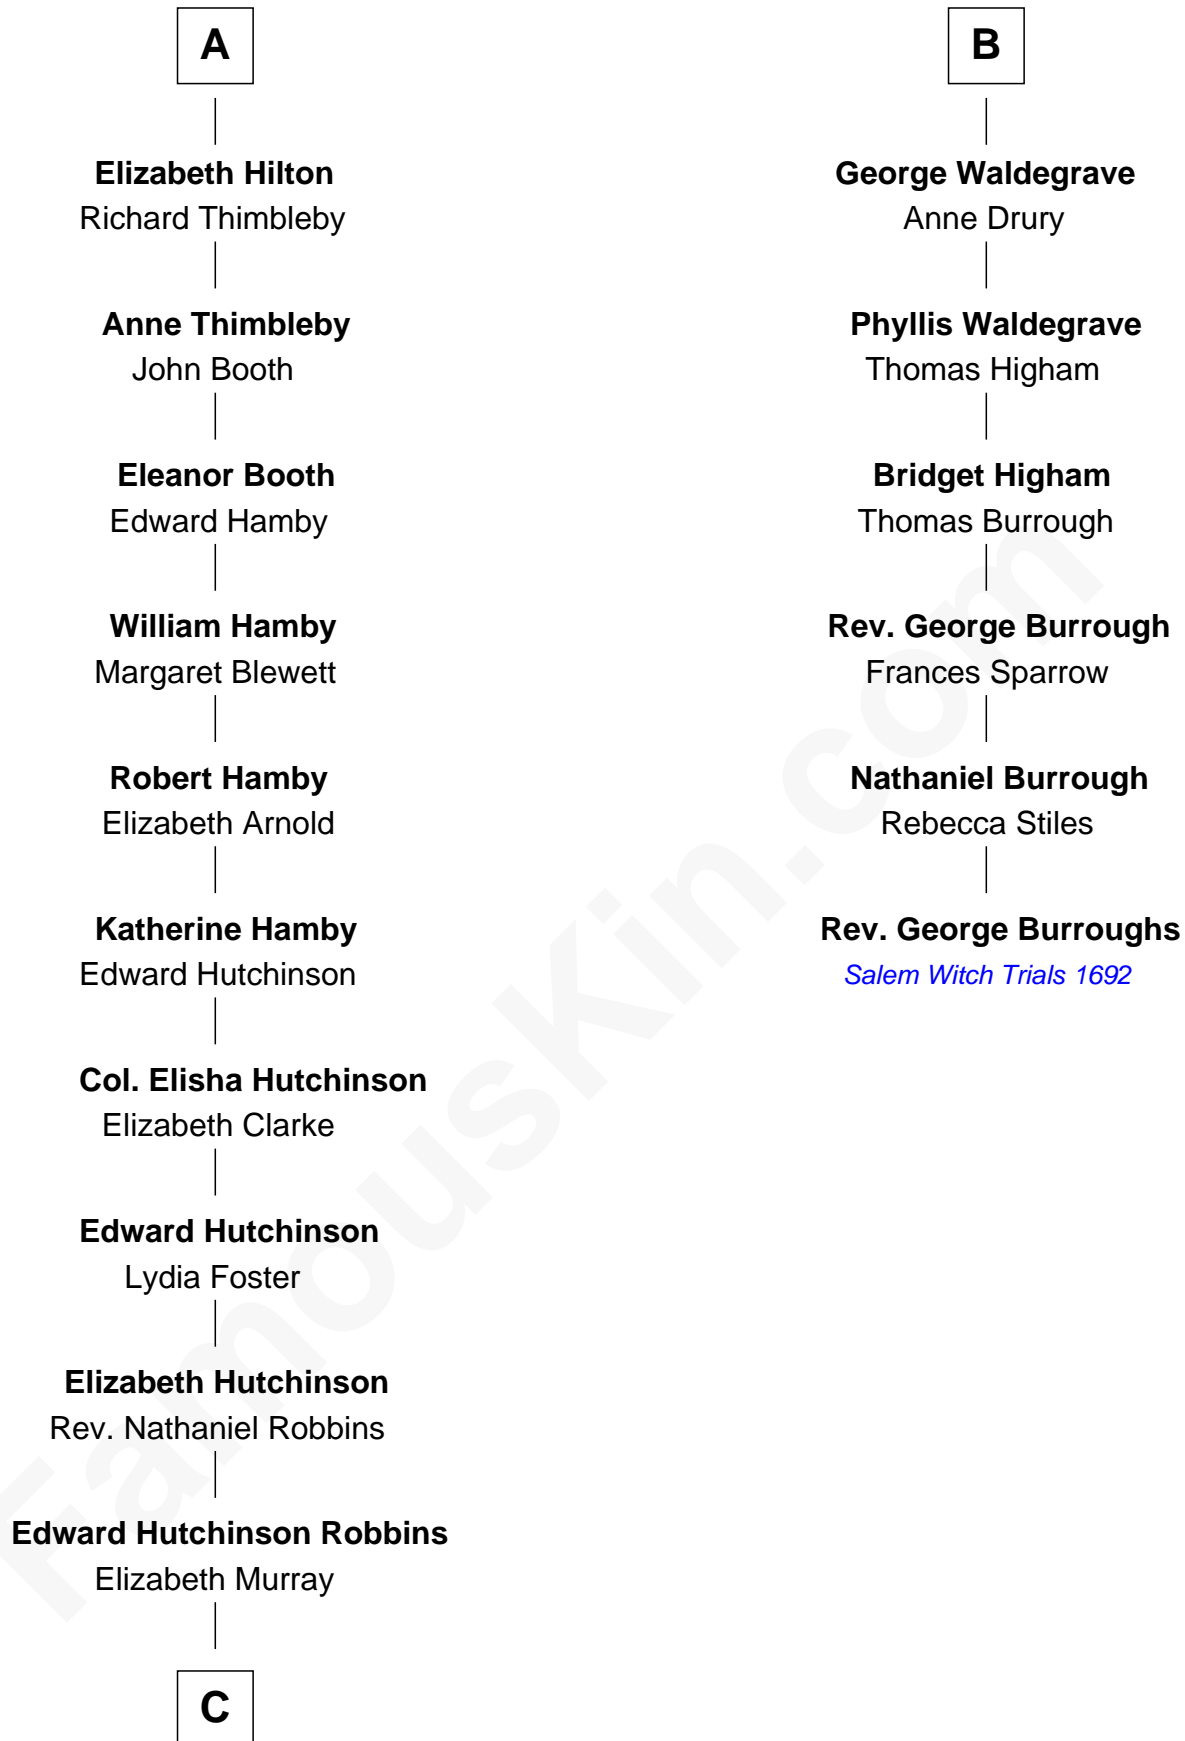 A
Elizabeth Hilton
Richard Thimbleby
Anne Thimbleby
John Booth
Eleanor Booth
Edward Hamby
William Hamby
Margaret Blewett
Robert Hamby
Elizabeth Arnold
Katherine Hamby
Edward Hutchinson
Col. Elisha Hutchinson
Elizabeth Clarke
Edward Hutchinson
Lydia Foster
Elizabeth Hutchinson
Rev. Nathaniel Robbins
Edward Hutchinson Robbins
Elizabeth Murray
C
B
George Waldegrave
Anne Drury
Phyllis Waldegrave
Thomas Higham
Bridget Higham
Thomas Burrough
Rev. George Burrough
Frances Sparrow
Nathaniel Burrough
Rebecca Stiles
Rev. George Burroughs
Salem Witch Trials 1692
FamousKin.com